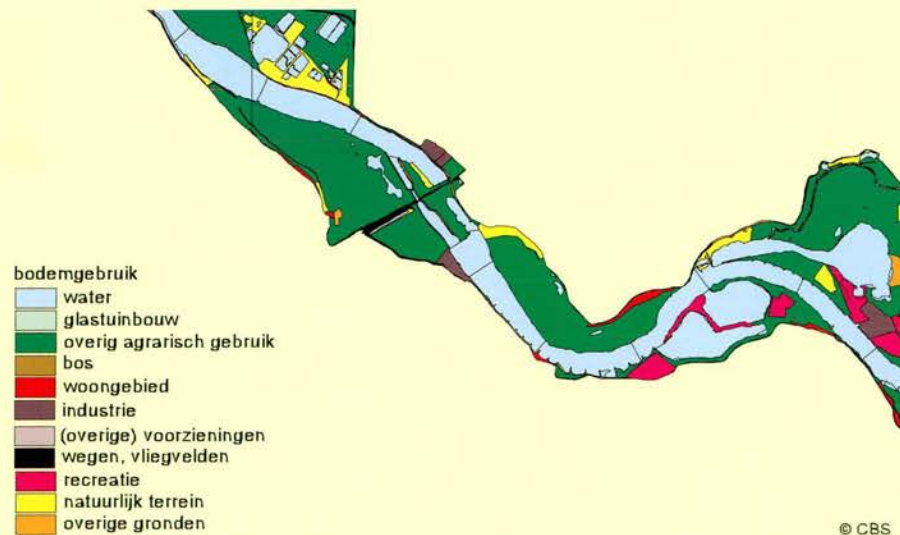 bodemgebruik
water
glastuinbouw
overig agrarisch gebruik
bos
woongebied
industrie
(overige) voorzieningen
wegen, vliegvelden
recreatie
natuurlijk terrein
overige gronden
© CBS